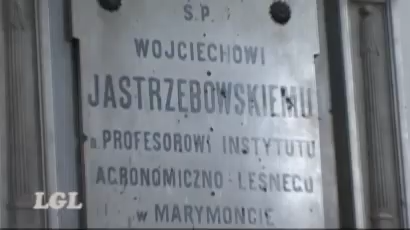 Ś.P.
WOJCIECHOWI
JASTRZĘBOWSKIEMU
b. PROFESOROWI INSTYTUTU
AGRONOMICZNO-LEŚNEGO
w MARYMONCIE
LGL